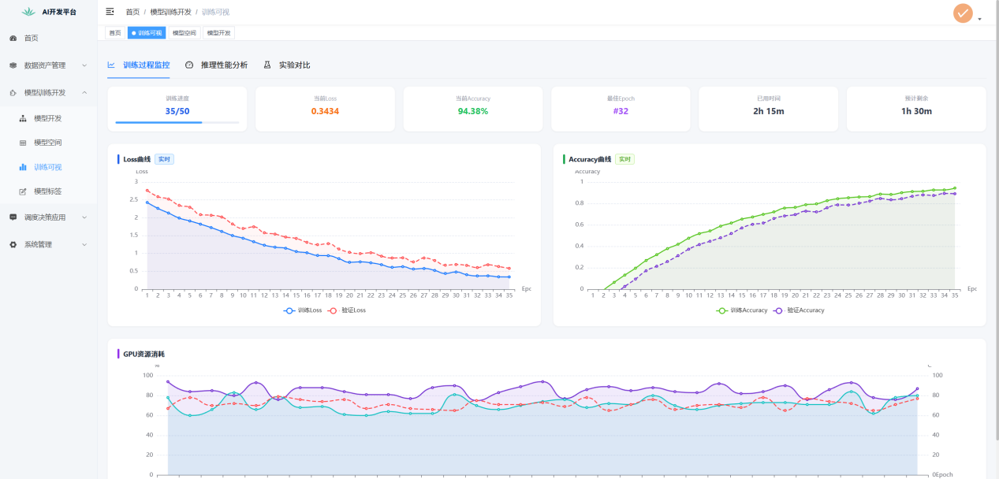 AI开发平台
首页 / 模型训练开发 / 训练可视
首页
训练可视
模型空间
模型开发
首页
数据资产管理
模型训练开发
模型开发
模型空间
训练可视
模型标签
调度决策应用
系统管理
训练过程监控
推理性能分析
实验对比
训练进度
35/50
当前Loss
0.3434
当前Accuracy
94.38%
最佳Epoch
#32
已用时间
2h 15m
预计剩余
1h 30m
Loss曲线 实时
Loss
3
2.5
2
1.5
1
0.5
0
1 2 3 4 5 6 7 8 9 10 11 12 13 14 15 16 17 18 19 20 21 22 23 24 25 26 27 28 29 30 31 32 33 34 35
Epc
训练Loss 验证Loss
Accuracy曲线 实时
Accuracy
1
0.8
0.6
0.4
0.2
0
1 2 3 4 5 6 7 8 9 10 11 12 13 14 15 16 17 18 19 20 21 22 23 24 25 26 27 28 29 30 31 32 33 34 35
Epc
训练Accuracy 验证Accuracy
GPU资源消耗
%
100
80
60
40
20
0
100
80
60
40
20
0Epoch